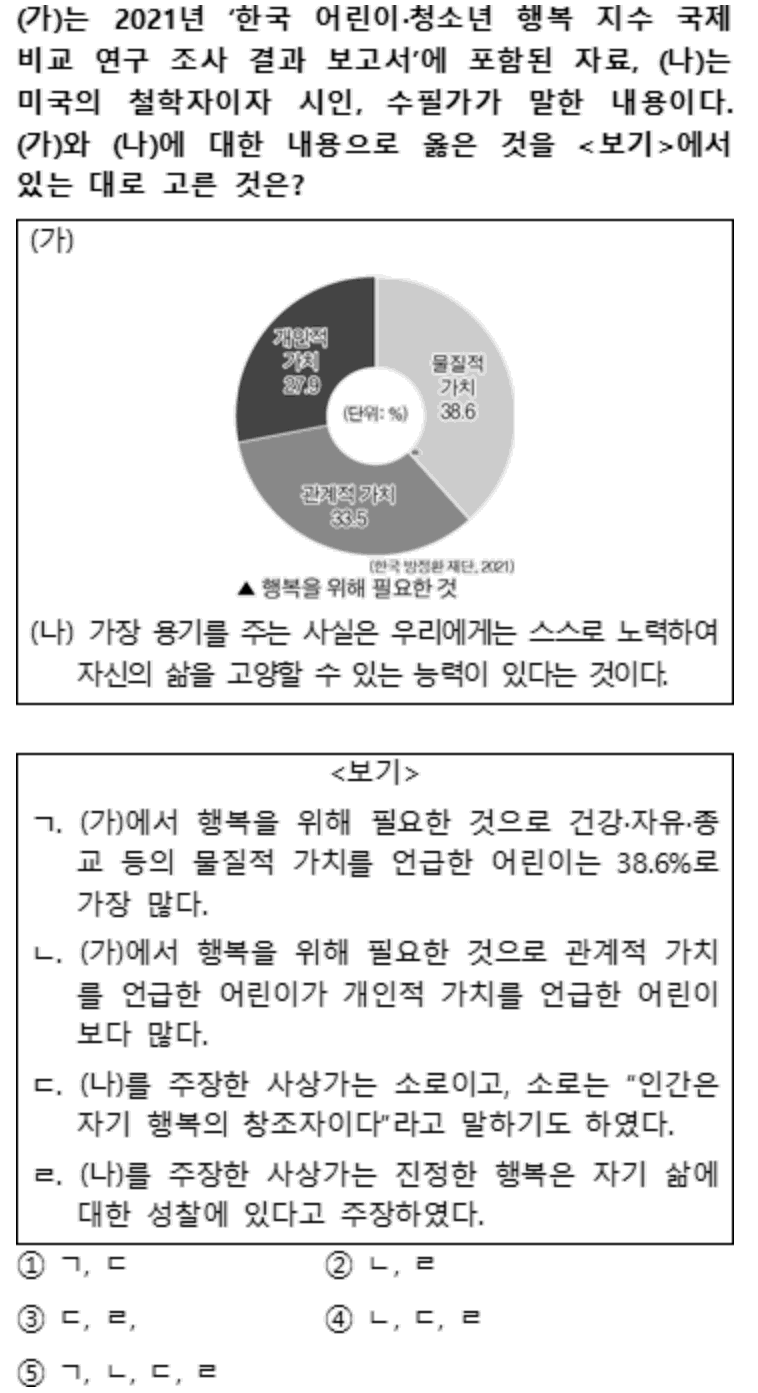 (가)는 2021년 ‘한국 어린이·청소년 행복 지수 국제
비교 연구 조사 결과 보고서’에 포함된 자료, (나)는
미국의 철학자이자 시인, 수필가가 말한 내용이다.
(가)와 (나)에 대한 내용으로 옳은 것을 <보기>에서
있는 대로 고른 것은?
(가)
개인적
가치
27.9
물질적
가치
38.6
(단위: %)
관계적 가치
33.5
(한국 방정환 재단, 2021)
▲ 행복을 위해 필요한 것
(나) 가장 용기를 주는 사실은 우리에게는 스스로 노력하여
자신의 삶을 고양할 수 있는 능력이 있다는 것이다.
<보기>
ㄱ. (가)에서 행복을 위해 필요한 것으로 건강·자유·종
교 등의 물질적 가치를 언급한 어린이는 38.6%로
가장 많다.
ㄴ. (가)에서 행복을 위해 필요한 것으로 관계적 가치
를 언급한 어린이가 개인적 가치를 언급한 어린이
보다 많다.
ㄷ. (나)를 주장한 사상가는 소로이고, 소로는 “인간은
자기 행복의 창조자이다”라고 말하기도 하였다.
ㄹ. (나)를 주장한 사상가는 진정한 행복은 자기 삶에
대한 성찰에 있다고 주장하였다.
① ㄱ, ㄷ ② ㄴ, ㄹ
③ ㄷ, ㄹ, ④ ㄴ, ㄷ, ㄹ
⑤ ㄱ, ㄴ, ㄷ, ㄹ